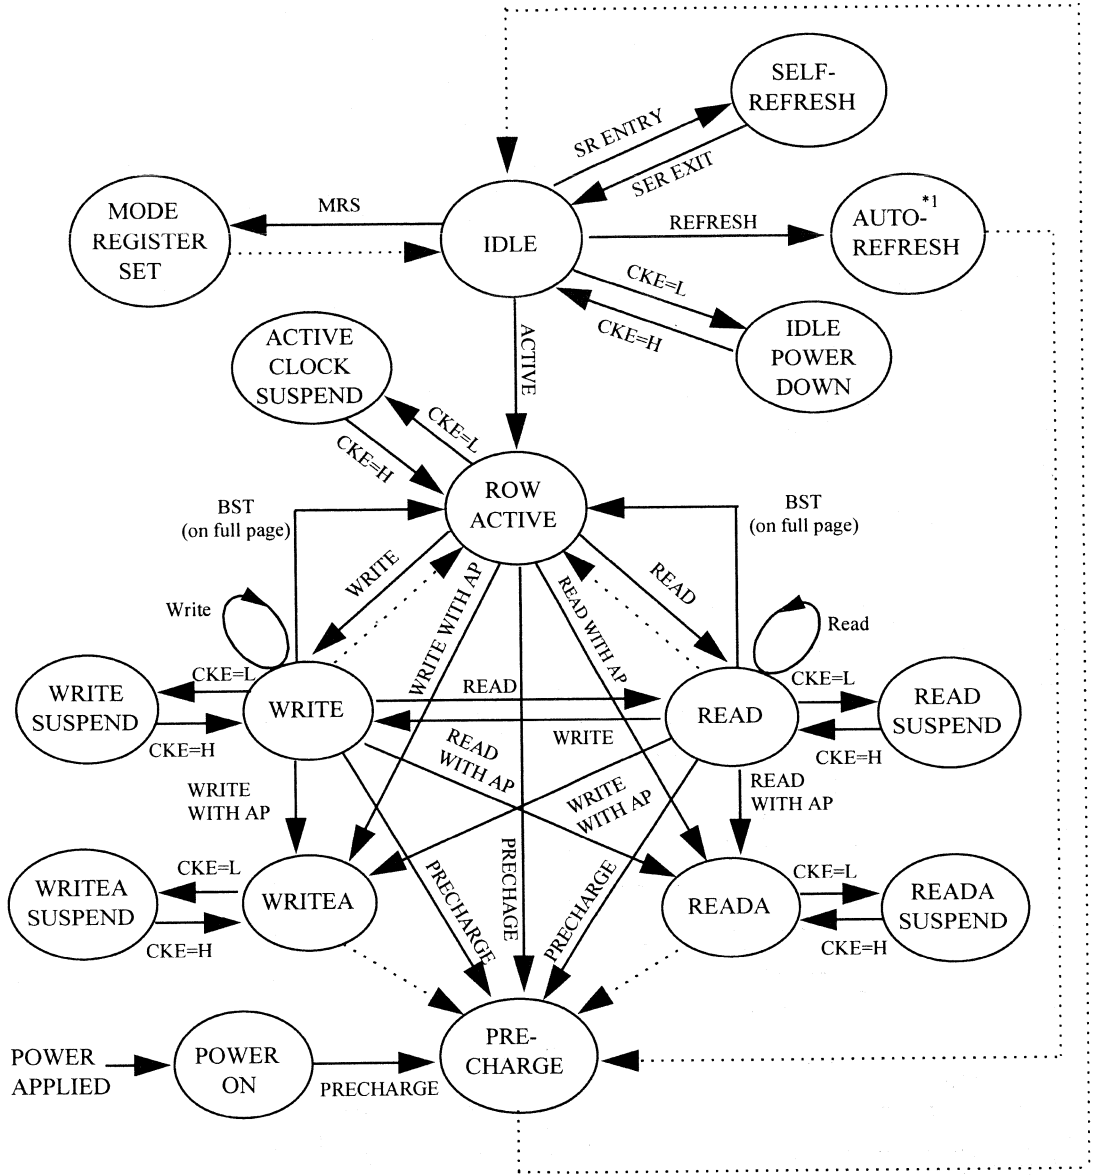 SELF-
REFRESH
SR ENTRY
SER EXIT
MODE
REGISTER
SET
MRS
IDLE
REFRESH
AUTO-*1
REFRESH
CKE=L
CKE=H
IDLE
POWER
DOWN
ACTIVE
CLOCK
SUSPEND
ACTIVE
CKE=L
CKE=H
ROW
ACTIVE
BST
(on full page)
BST
(on full page)
WRITE
WRITE WITH AP
READ WITH AP
READ
Write
Read
WRITE
SUSPEND
CKE=L
CKE=H
WRITE
READ
WRITE
READ
CKE=L
CKE=H
READ
SUSPEND
READ
WITH AP
WRITE
WITH AP
WRITE
WITH AP
READ
WITH AP
PRECHARGE
PRECHAGE
PRECHARGE
WRITEA
SUSPEND
CKE=L
CKE=H
WRITEA
READA
CKE=L
CKE=H
READA
SUSPEND
POWER
APPLIED
POWER
ON
PRECHARGE
PRE-
CHARGE